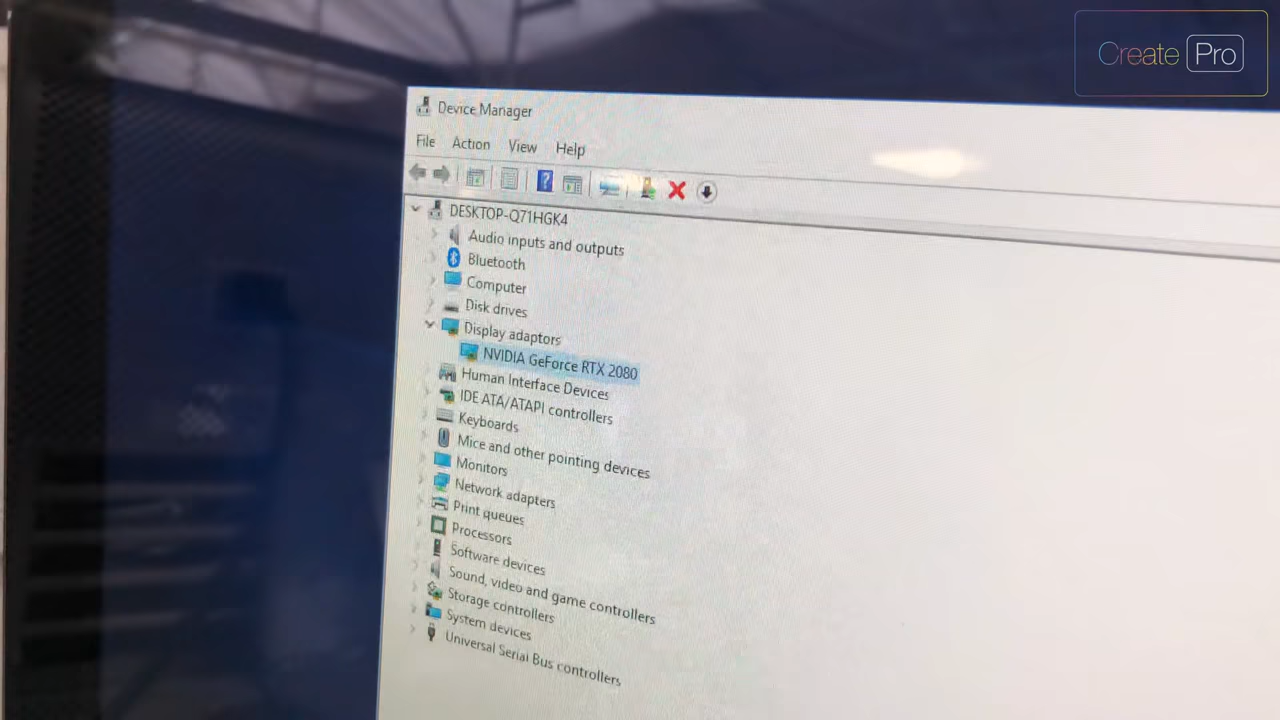 Create Pro
Device Manager
File Action View Help
DESKTOP-Q71HGK4
Audio inputs and outputs
Bluetooth
Computer
Disk drives
Display adaptors
NVIDIA GeForce RTX 2080
Human Interface Devices
IDE ATA/ATAPI controllers
Keyboards
Mice and other pointing devices
Monitors
Network adapters
Print queues
Processors
Software devices
Sound, video and game controllers
Storage controllers
System devices
Universal Serial Bus controllers